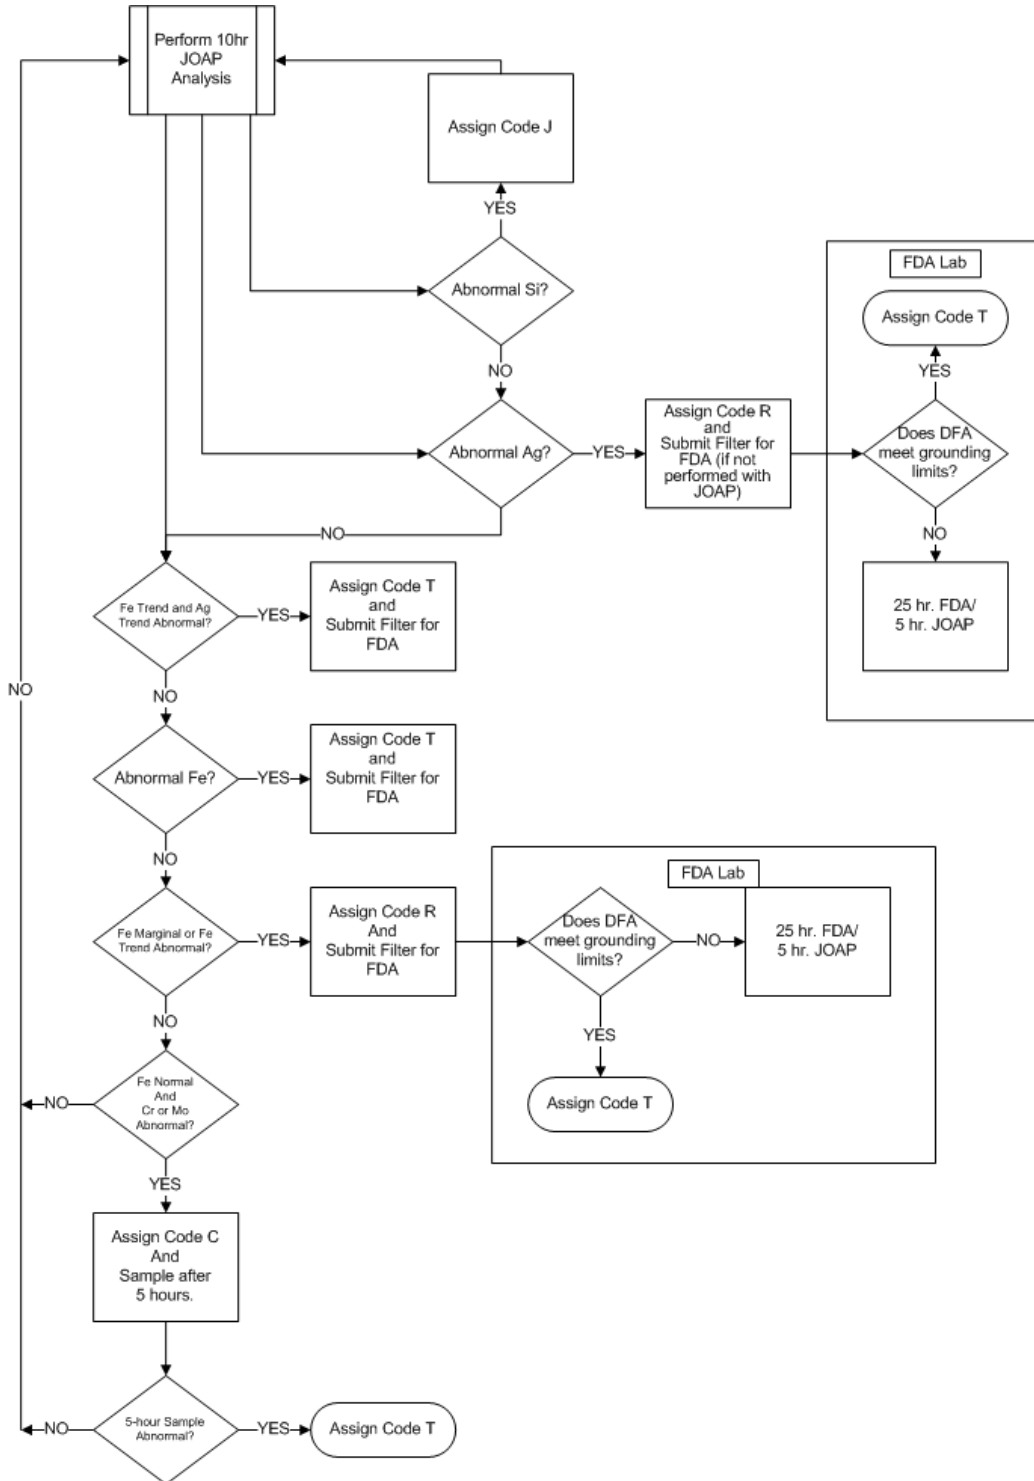 Perform 10hr
JOAP
Analysis
Assign Code J
YES
Abnormal Si?
NO
Abnormal Ag?
YES
Assign Code R
and
Submit Filter for
FDA (if not
performed with
JOAP)
FDA Lab
Assign Code T
YES
Does DFA
meet grounding
limits?
NO
25 hr. FDA/
5 hr. JOAP
NO
Fe Trend and Ag
Trend Abnormal?
YES
Assign Code T
and
Submit Filter for
FDA
NO
NO
Abnormal Fe?
YES
Assign Code T
and
Submit Filter for
FDA
NO
Fe Marginal or Fe
Trend Abnormal?
YES
Assign Code R
And
Submit Filter for
FDA
FDA Lab
Does DFA
meet grounding
limits?
NO
25 hr. FDA/
5 hr. JOAP
YES
Assign Code T
NO
Fe Normal
And
Cr or Mo
Abnormal?
NO
YES
Assign Code C
And
Sample after
5 hours.
5-hour Sample
Abnormal?
NO
YES
Assign Code T